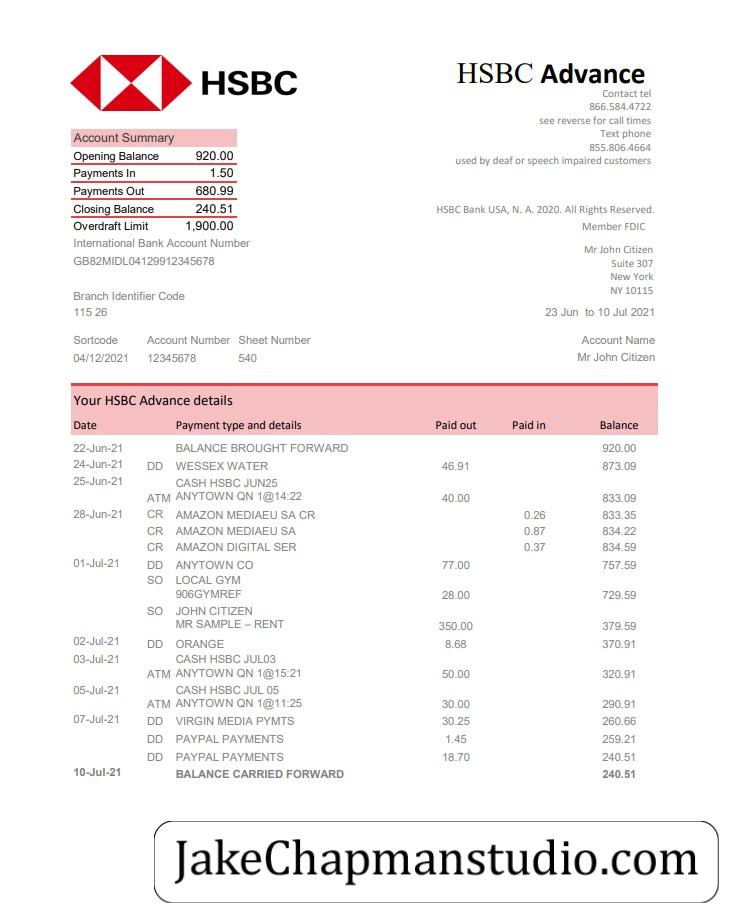 HSBC
HSBC Advance
Contact tel
866.584.4722
see reverse for call times
Text phone
855.806.4664
used by deaf or speech impaired customers
Account Summary
Opening Balance 920.00
Payments In 1.50
Payments Out 680.99
Closing Balance 240.51
Overdraft Limit 1,900.00
International Bank Account Number
GB82MIDL04129912345678
HSBC Bank USA, N. A. 2020. All Rights Reserved.
Member FDIC
Mr John Citizen
Suite 307
New York
NY 10115
Branch Identifier Code
115 26
23 Jun to 10 Jul 2021
Sortcode Account Number Sheet Number Account Name
04/12/2021 12345678 540 Mr John Citizen
Your HSBC Advance details
Date Payment type and details Paid out Paid in Balance
22-Jun-21 BALANCE BROUGHT FORWARD 920.00
24-Jun-21 DD WESSEX WATER 46.91 873.09
25-Jun-21 CASH HSBC JUN25
ATM ANYTOWN QN 1@14:22 40.00 833.09
28-Jun-21 CR AMAZON MEDIAEU SA CR 0.26 833.35
CR AMAZON MEDIAEU SA 0.87 834.22
CR AMAZON DIGITAL SER 0.37 834.59
01-Jul-21 DD ANYTOWN CO 77.00 757.59
SO LOCAL GYM
906GYMREF 28.00 729.59
SO JOHN CITIZEN
MR SAMPLE – RENT 350.00 379.59
02-Jul-21 DD ORANGE 8.68 370.91
03-Jul-21 CASH HSBC JUL03
ATM ANYTOWN QN 1@15:21 50.00 320.91
05-Jul-21 CASH HSBC JUL 05
ATM ANYTOWN QN 1@11:25 30.00 290.91
07-Jul-21 DD VIRGIN MEDIA PYMTS 30.25 260.66
DD PAYPAL PAYMENTS 1.45 259.21
DD PAYPAL PAYMENTS 18.70 240.51
10-Jul-21 BALANCE CARRIED FORWARD 240.51
JakeChapmanstudio.com